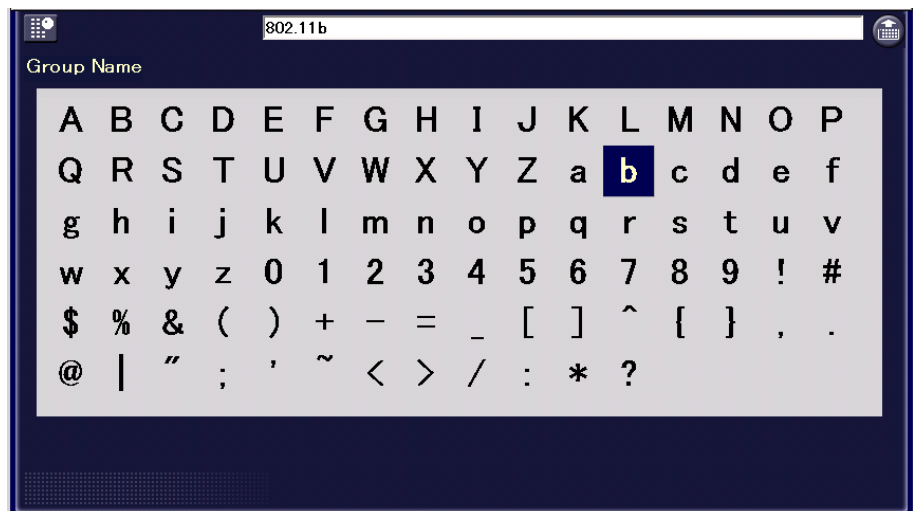 802.11b
Group Name
A B C D E F G H I J K L M N O P
Q R S T U V W X Y Z a b c d e f
g h i j k l m n o p q r s t u v
w x y z 0 1 2 3 4 5 6 7 8 9 ! #
$ % & ( ) + - = _ [ ] ^ { } , .
@ | " ; ' ~ < > / : * ?